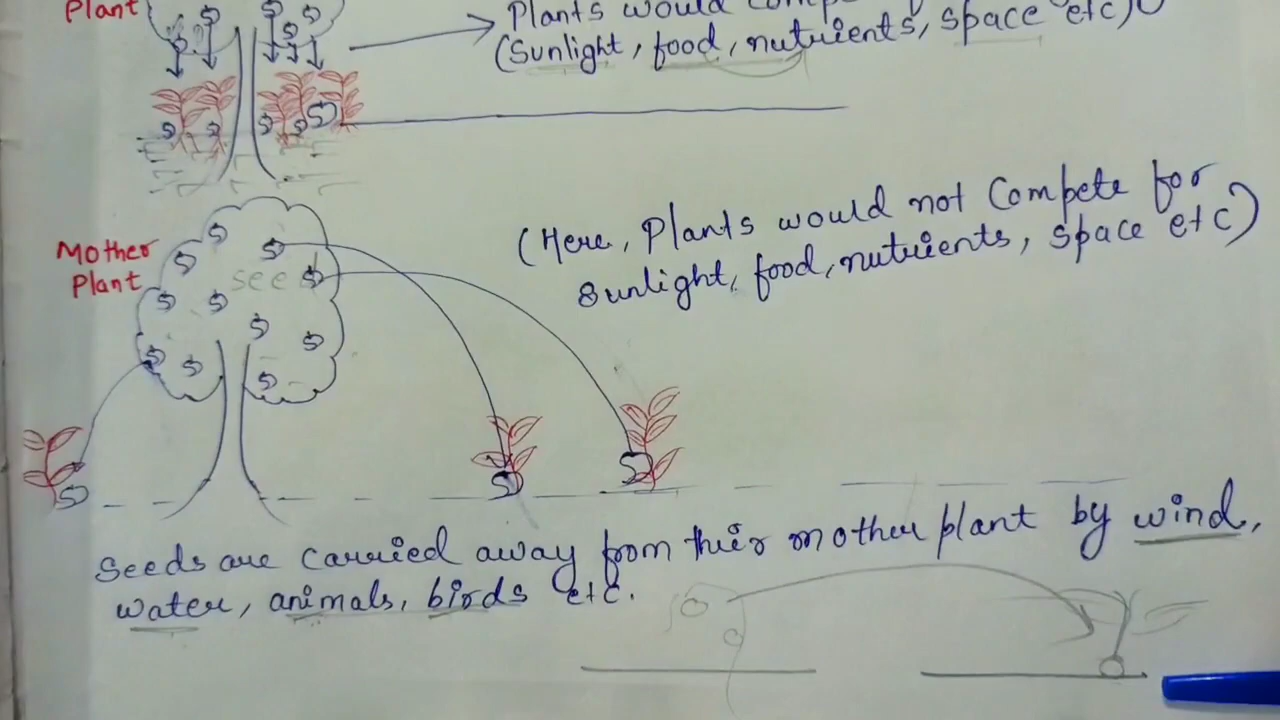 Plant
Plants would
(Sunlight, food, nutrients, space etc)
(Here, Plants would not Compete for
Sunlight, food, nutrients, space etc)
Mother
Plant
see
Seeds are carried away from their mother plant by wind,
water, animals, birds etc.